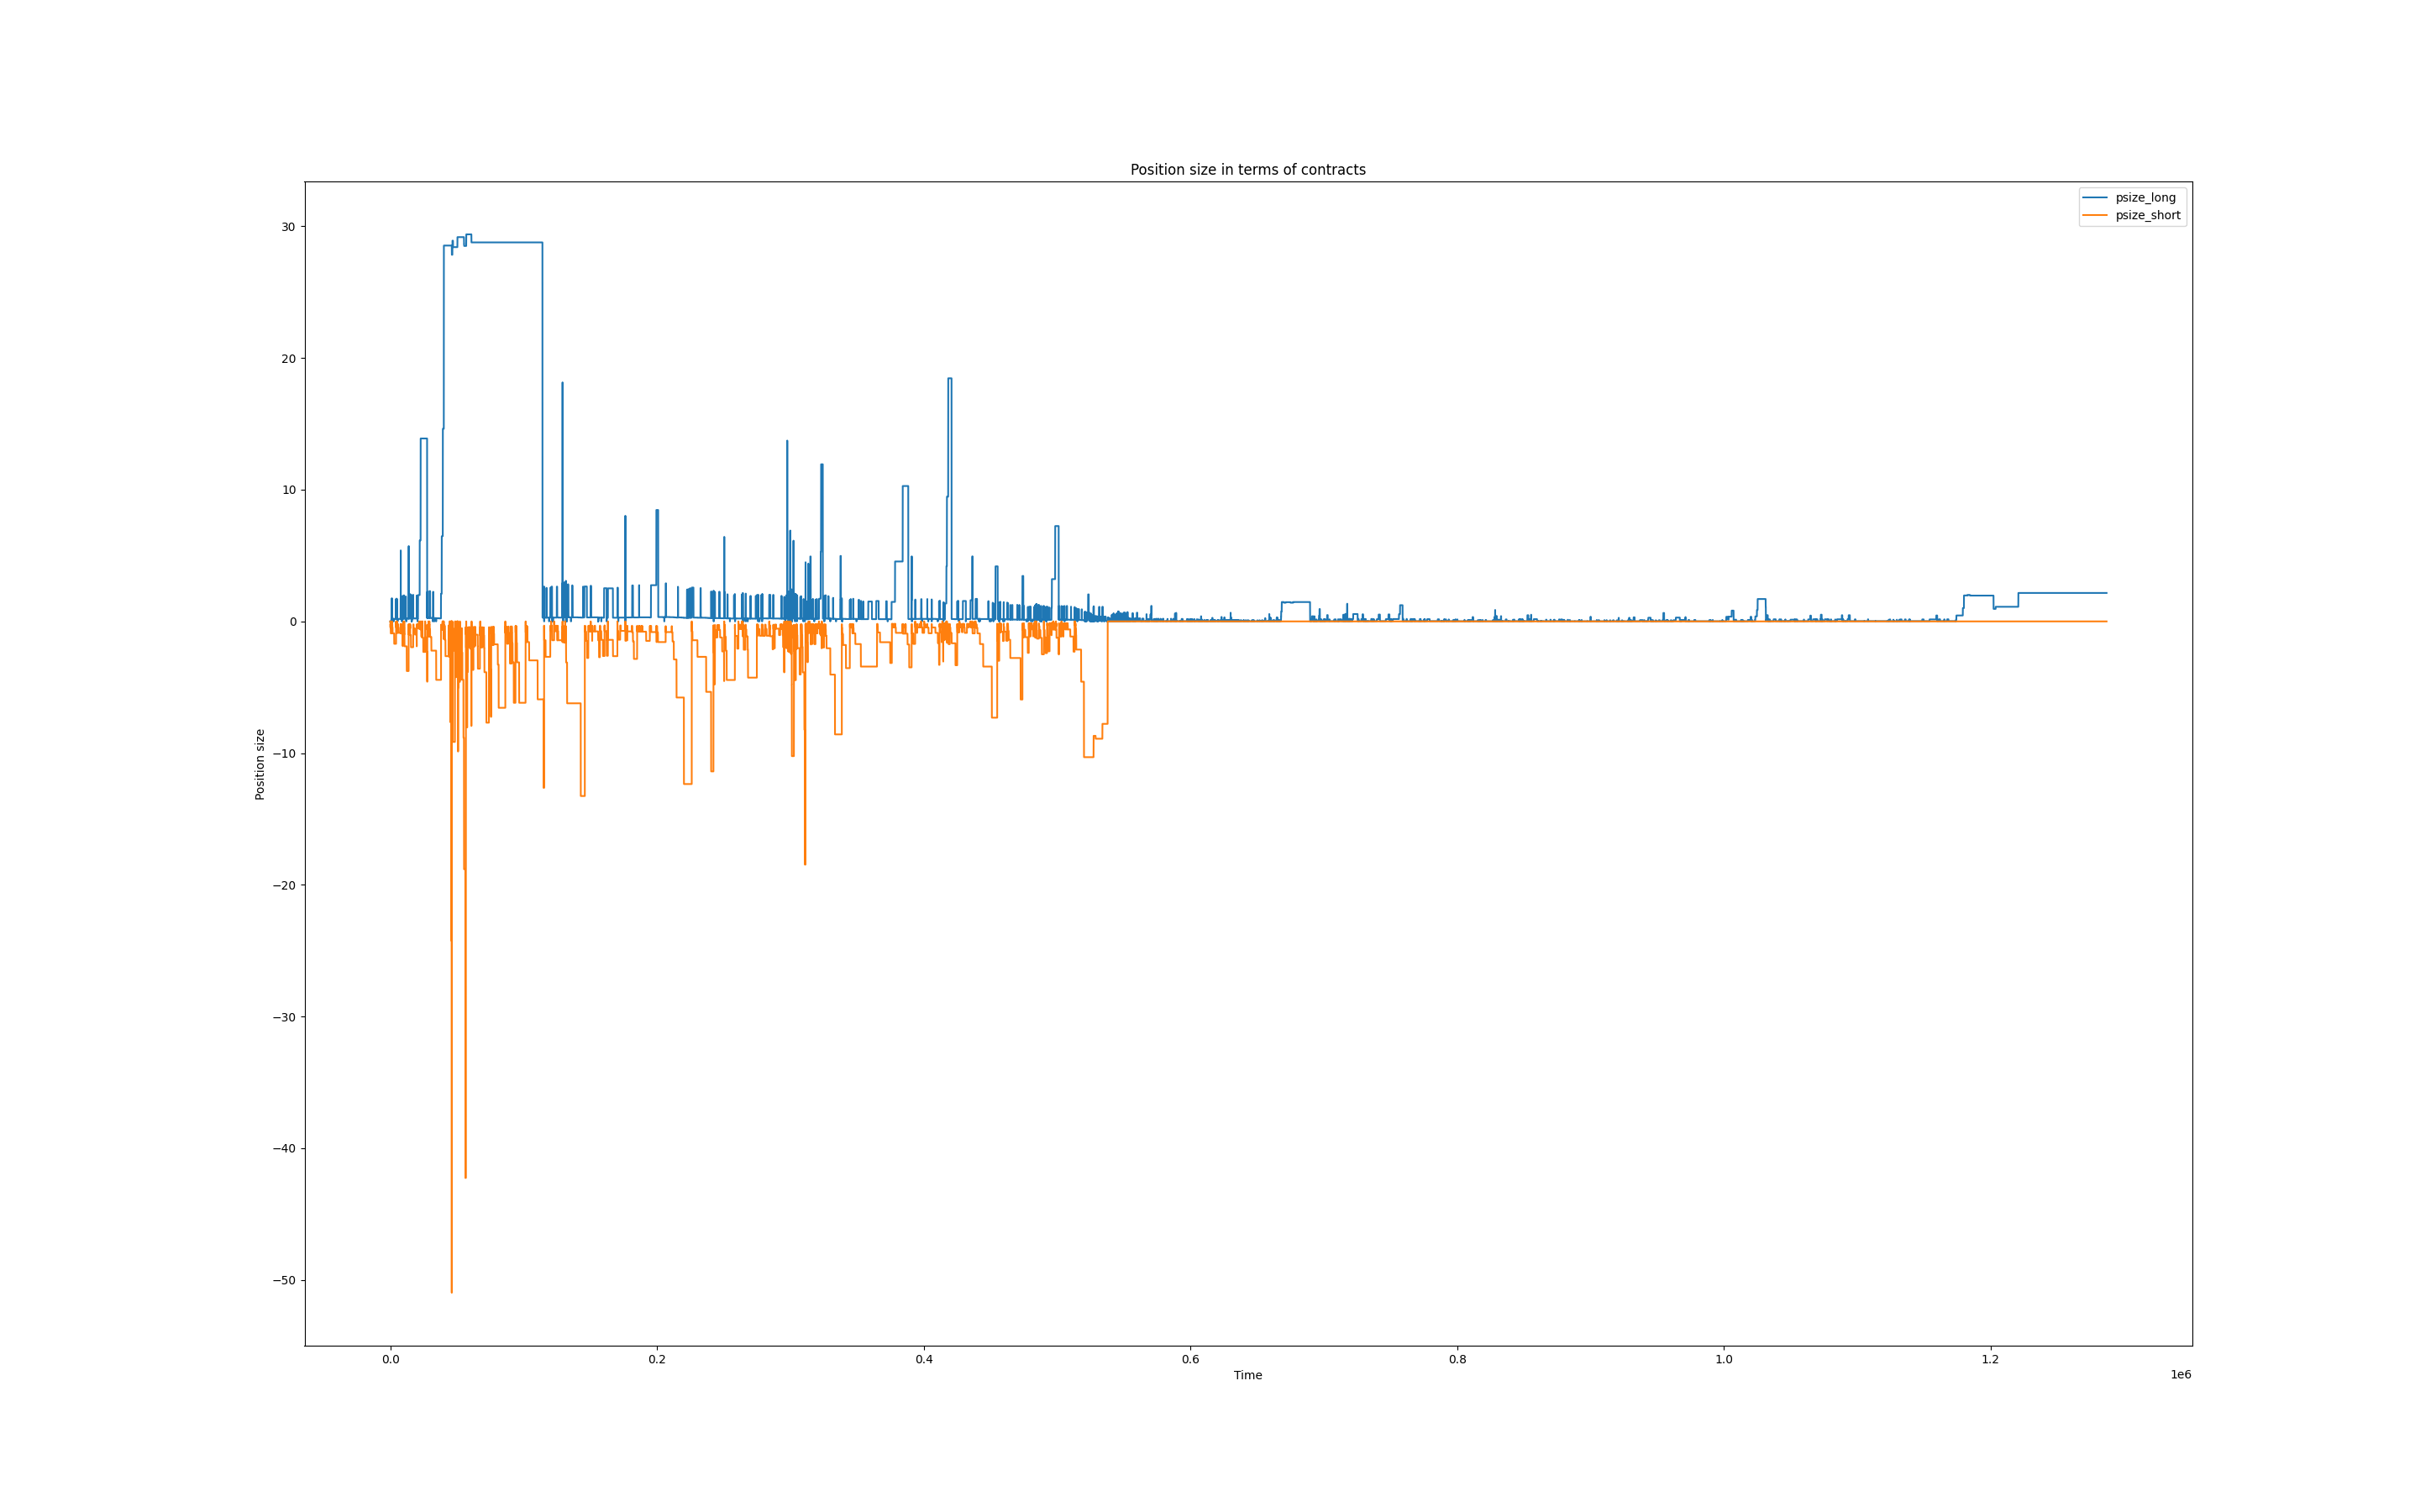 Position size in terms of contracts
psize_long
psize_short
30
20
10
0
−10
−20
−30
−40
−50
Position size
0.0
0.2
0.4
0.6
0.8
1.0
1.2
1e6
Time